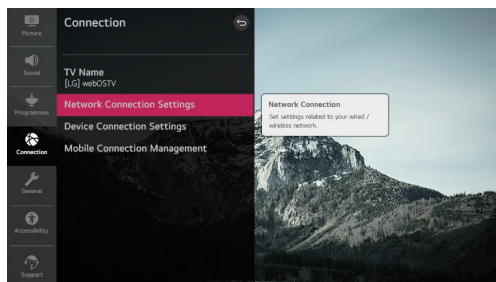 Picture
Sound
Programmes
Connection
General
Accessibility
Support
Connection
TV Name
[LG] webOSTV
Network Connection Settings
Device Connection Settings
Mobile Connection Management
Network Connection
Set settings related to your wired /
wireless network.